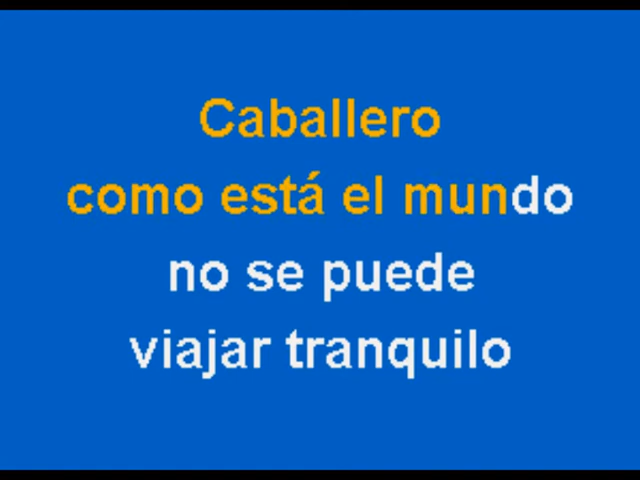 Caballero
como está el mundo
no se puede
viajar tranquilo